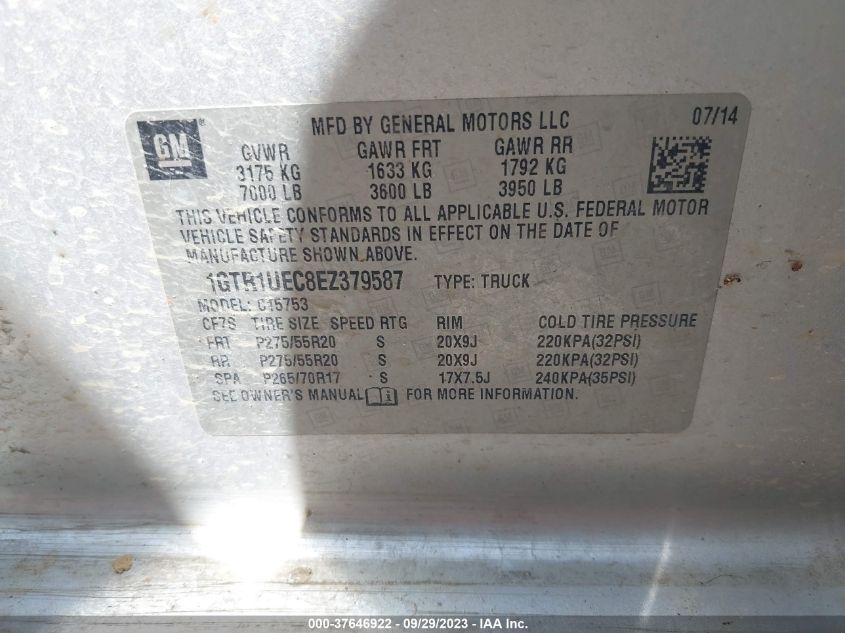 MFD BY GENERAL MOTORS LLC 07/14
GM®
GVWR GAWR FRT GAWR RR
3175 KG 1633 KG 1792 KG
7000 LB 3600 LB 3950 LB
THIS VEHICLE CONFORMS TO ALL APPLICABLE U.S. FEDERAL MOTOR
VEHICLE SAFETY STANDARDS IN EFFECT ON THE DATE OF
MANUFACTURE SHOWN ABOVE.
1GTR1UEC8EZ379587 TYPE: TRUCK
MODEL: C15753
CF7S TIRE SIZE SPEED RTG RIM COLD TIRE PRESSURE
FRT P275/55R20 S 20X9J 220KPA(32PSI)
RR P275/55R20 S 20X9J 220KPA(32PSI)
SPA P265/70R17 S 17X7.5J 240KPA(35PSI)
SEE OWNER'S MANUAL FOR MORE INFORMATION.
000-37646922 - 09/29/2023 - IAA Inc.